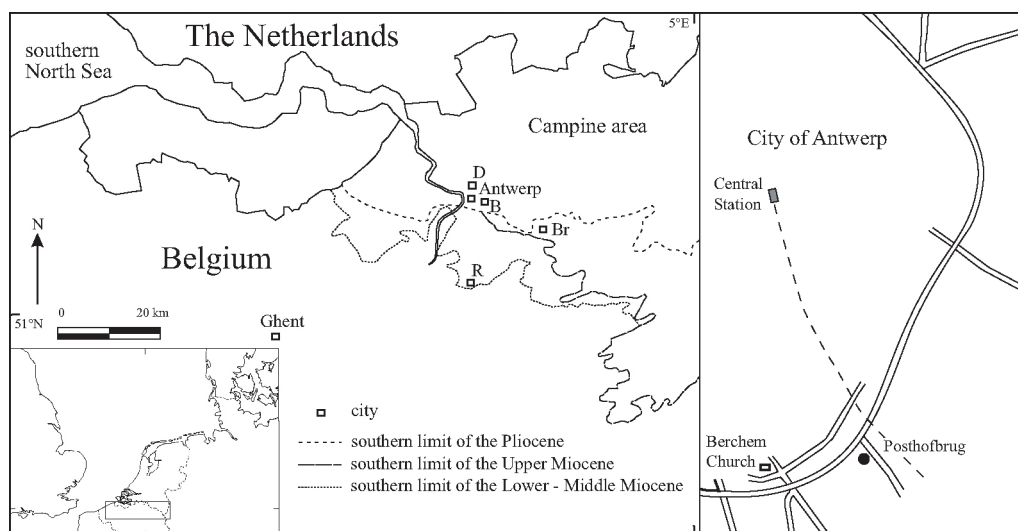 The Netherlands
5°E
southern
North Sea
Campine area
D
Antwerp
B
Br
N
Belgium
R
0 20 km
51°N
Ghent
city
southern limit of the Pliocene
southern limit of the Upper Miocene
southern limit of the Lower - Middle Miocene
City of Antwerp
Central
Station
Berchem
Church
Posthofbrug